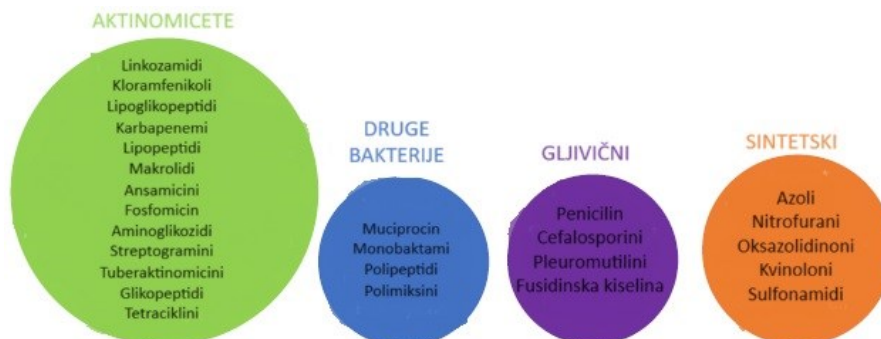 AKTINOMICETE
Linkozamidi
Kloramfenikoli
Lipoglikopeptidi
Karbapenemi
Lipopeptidi
Makrolidi
Ansamicini
Fosfomicin
Aminoglikozidi
Streptogramini
Tuberaktinomicini
Glikopeptidi
Tetraciklini
DRUGE
BAKTERIJE
Muciprocin
Monobaktami
Polipeptidi
Polimiksini
GLJIVIČNI
Penicilin
Cefalosporini
Pleuromutilini
Fusidinska kiselina
SINTETSKI
Azoli
Nitrofurani
Oksazolidinoni
Kvinoloni
Sulfonamidi